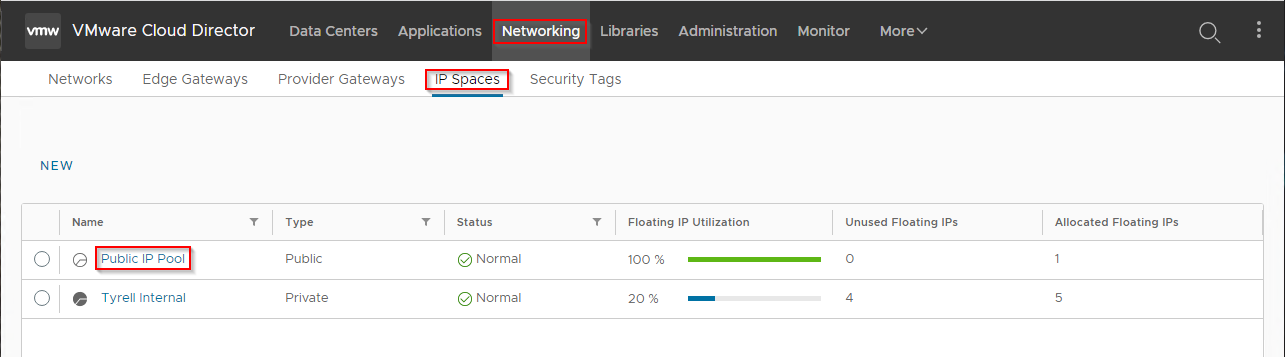 vmw VMware Cloud Director Data Centers Applications Networking Libraries Administration Monitor More
Networks Edge Gateways Provider Gateways IP Spaces Security Tags
NEW
Name Type Status Floating IP Utilization Unused Floating IPs Allocated Floating IPs
Public IP Pool Public Normal 100 % 0 1
Tyrell Internal Private Normal 20 % 4 5